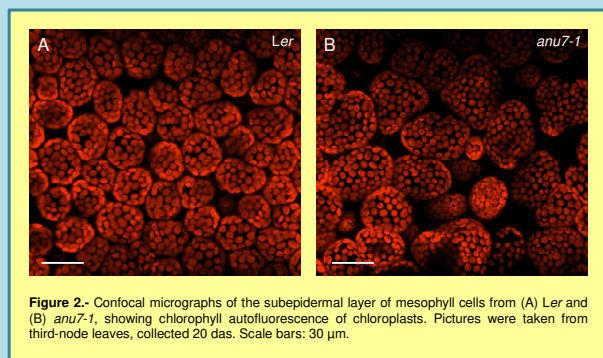 A
Ler
B
anu7-1
Figure 2.- Confocal micrographs of the subepidermal layer of mesophyll cells from (A) Ler and
(B) anu7-1, showing chlorophyll autofluorescence of chloroplasts. Pictures were taken from
third-node leaves, collected 20 das. Scale bars: 30 µm.